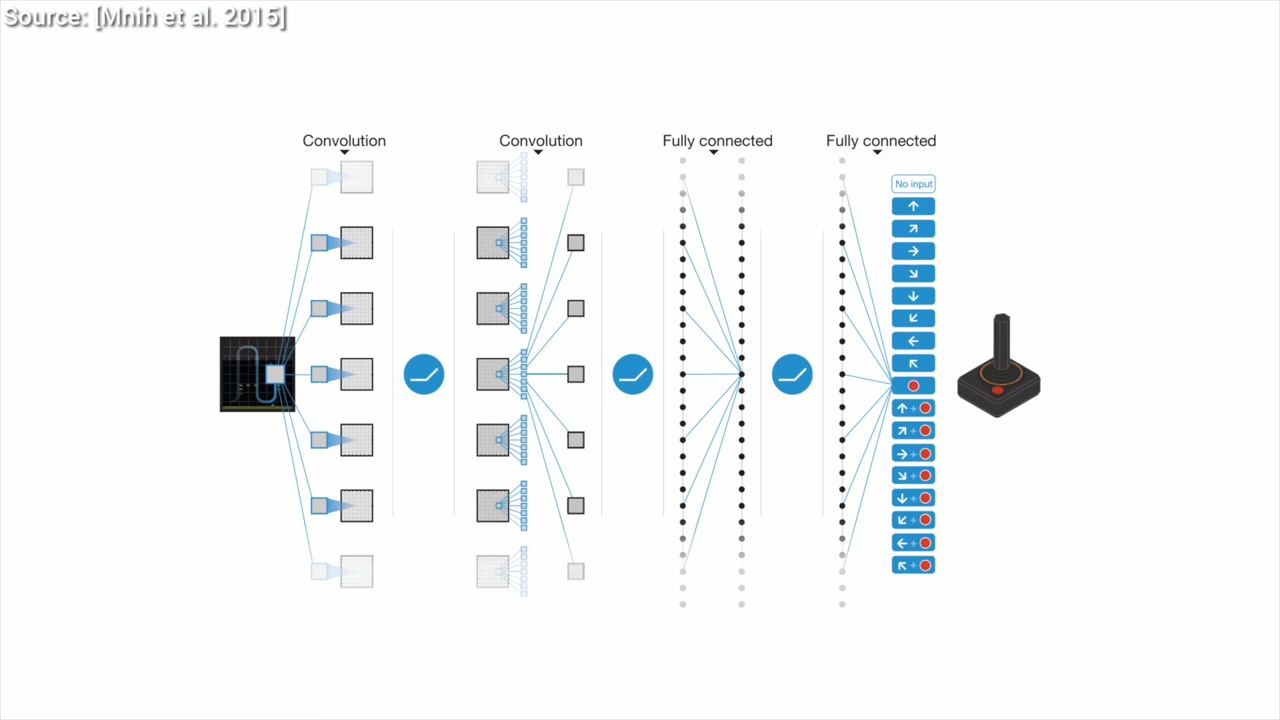 Source: [Mnih et al. 2015]
Convolution
Convolution
Fully connected
Fully connected
No input
↑
↗
→
↘
↓
↙
←
↖
↑ +
↗ +
→ +
↘ +
↓ +
↙ +
← +
↖ +